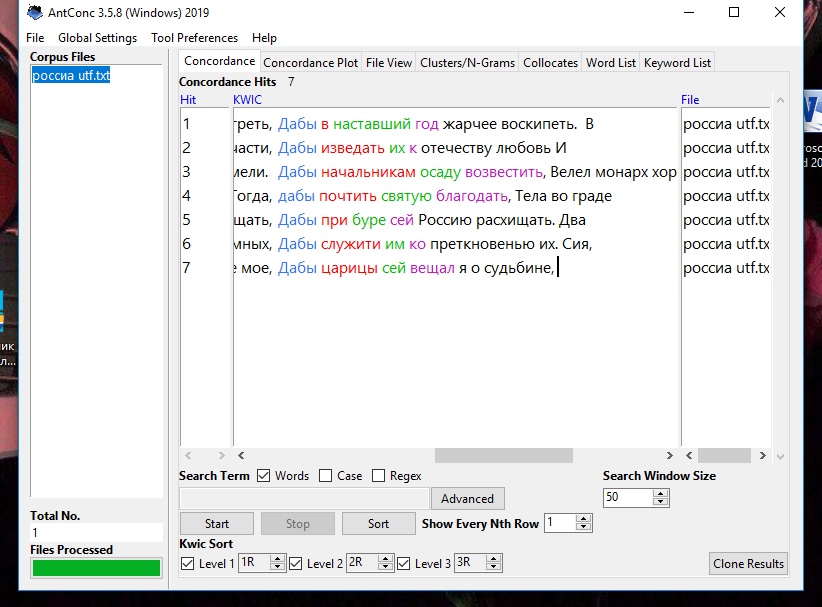 AntConc 3.5.8 (Windows) 2019
File Global Settings Tool Preferences Help
Corpus Files
россиа utf.txt
Concordance Concordance Plot File View Clusters/N-Grams Collocates Word List Keyword List
Concordance Hits 7
Hit KWIC File
1 греть, Дабы в наставший год жарчее воскипеть. В россиа utf.tx
2 части, Дабы изведать их к отечеству любовь И россиа utf.tx
3 мели. Дабы начальникам осаду возвестить, Велел монарх хор россиа utf.tx
4 Тогда, дабы почтить святую благодать, Тела во граде россиа utf.tx
5 щать, Дабы при буре сей Россию расхищать. Два россиа utf.tx
6 мных, Дабы служити им ко преткновенью их. Сия, россиа utf.tx
7 е мое, Дабы царицы сей вещал я о судьбине, россиа utf.tx
Search Term Words Case Regex Search Window Size
Advanced 50
Start Stop Sort Show Every Nth Row 1
Kwic Sort
Level 1 1R Level 2 2R Level 3 3R Clone Results
Total No.
1
Files Processed